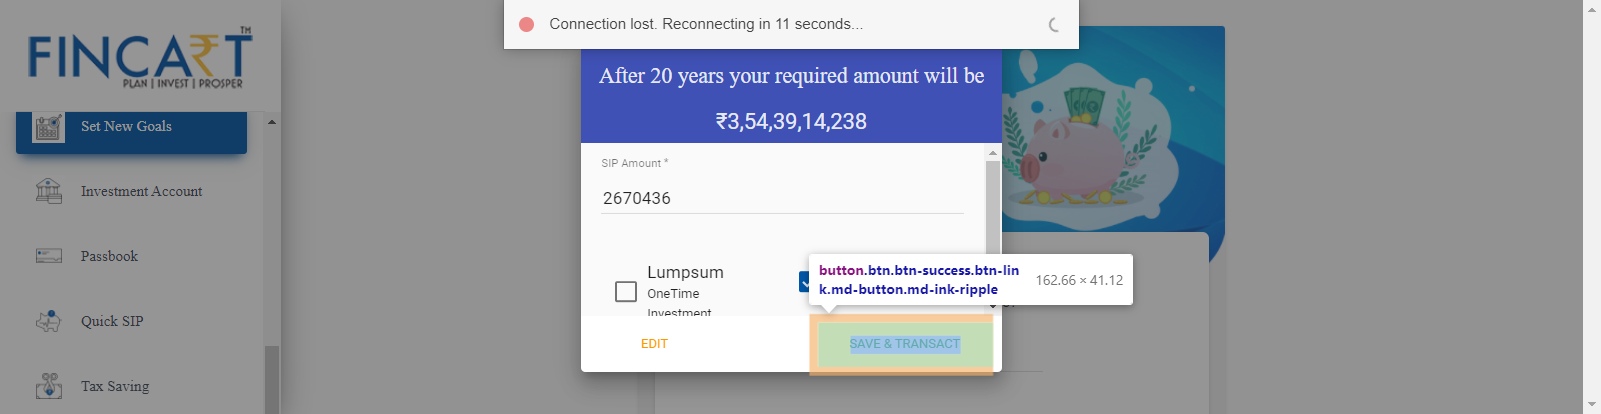 Connection lost. Reconnecting in 11 seconds...
FINCART™
PLAN | INVEST | PROSPER
Set New Goals
Investment Account
Passbook
Quick SIP
Tax Saving
After 20 years your required amount will be
₹3,54,39,14,238
SIP Amount *
2670436
Lumpsum
OneTime
Investment
button.btn.btn-success.btn-lin
k.md-button.md-ink-ripple
162.66 × 41.12
EDIT
SAVE & TRANSACT